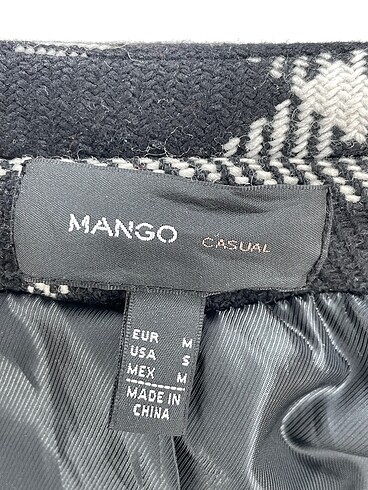 MANGO CASUAL
EUR M
USA S
MEX M
MADE IN
CHINA